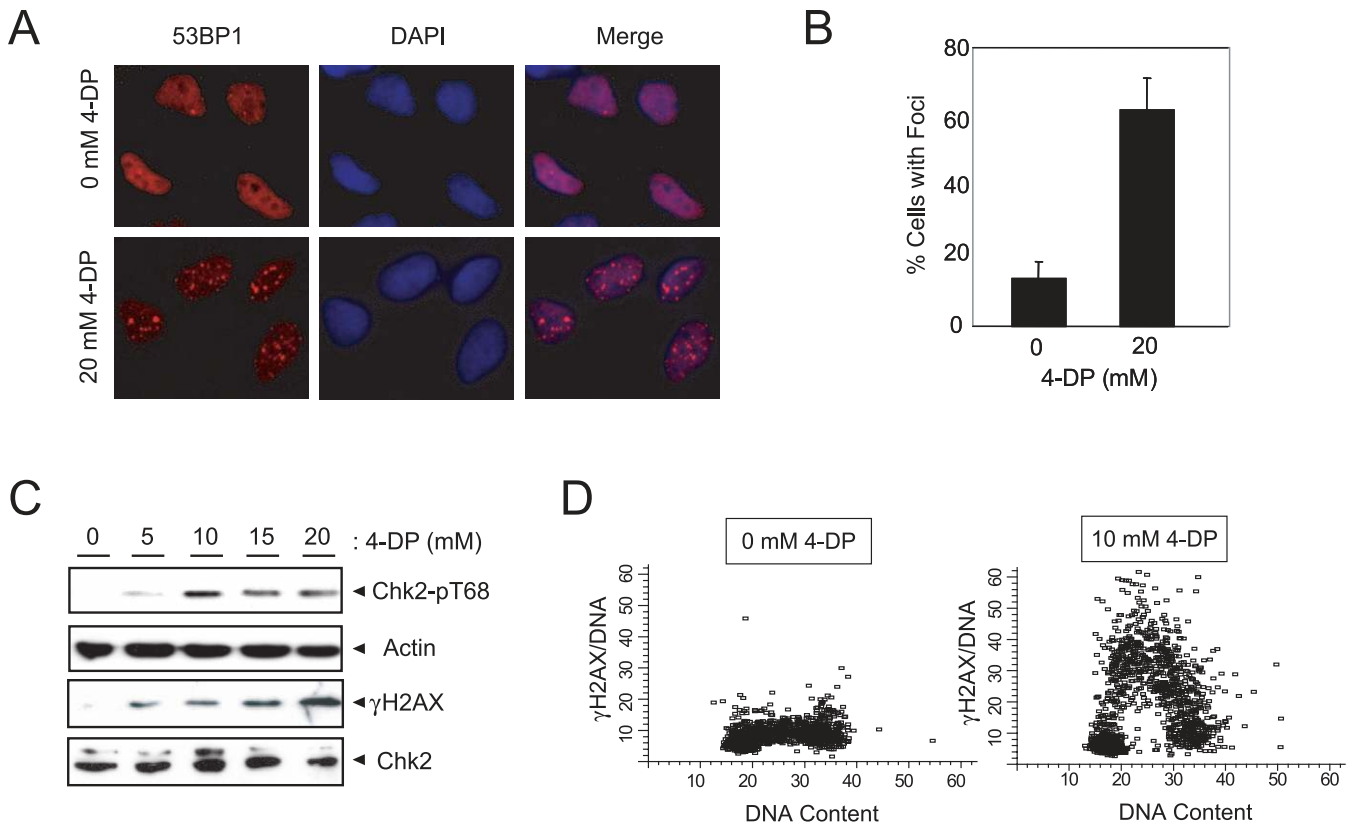 A
53BP1 DAPI Merge
0 mM 4-DP
20 mM 4-DP
B
80
60
40
20
0
% Cells with Foci
0 20
4-DP (mM)
C
0 5 10 15 20 : 4-DP (mM)
◄ Chk2-pT68
◄ Actin
◄ γH2AX
◄ Chk2
D
0 mM 4-DP
60
50
40
30
20
10
γH2AX/DNA
10 20 30 40 50 60
DNA Content
10 mM 4-DP
60
50
40
30
20
10
γH2AX/DNA
10 20 30 40 50 60
DNA Content